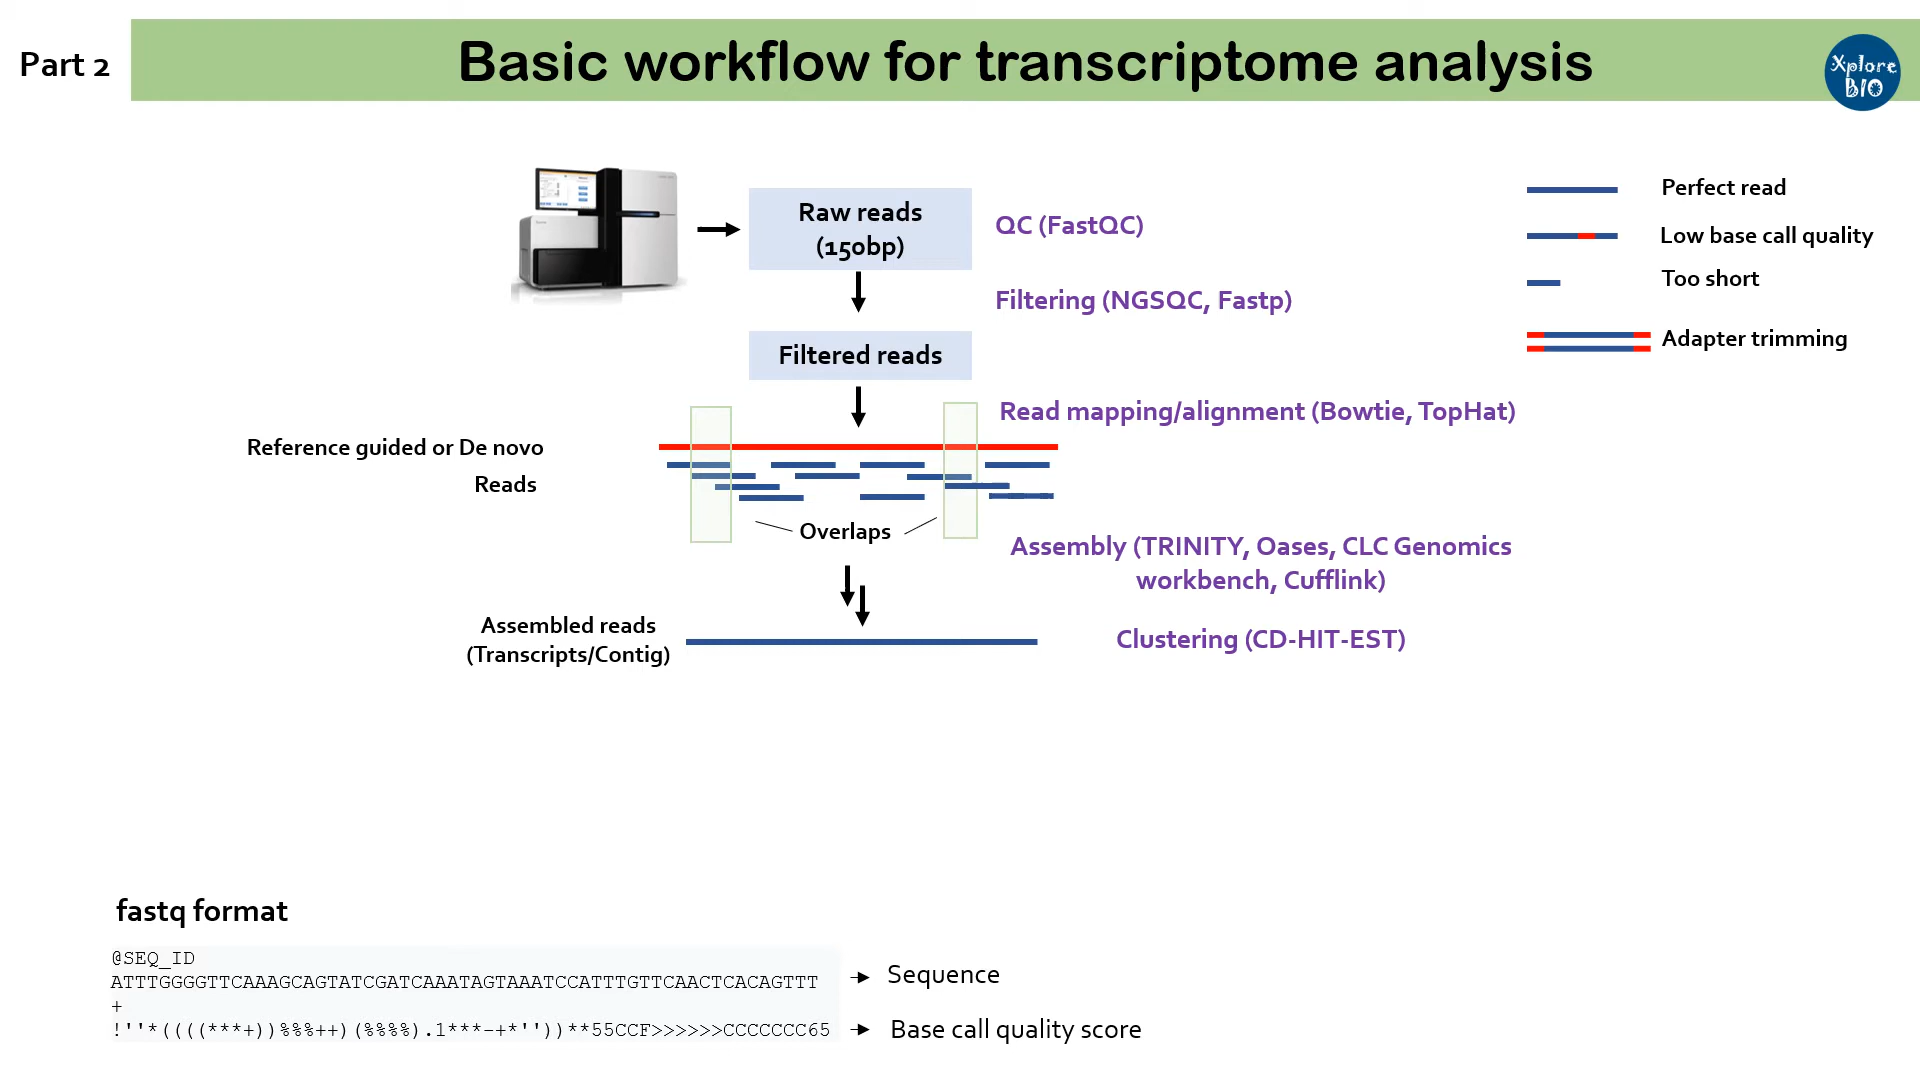 Part 2
Basic workflow for transcriptome analysis
Xplore
BIO
Raw reads
(150bp)
QC (FastQC)
Filtering (NGSQC, Fastp)
Filtered reads
Perfect read
Low base call quality
Too short
Adapter trimming
Read mapping/alignment (Bowtie, TopHat)
Reference guided or De novo
Reads
Overlaps
Assembly (TRINITY, Oases, CLC Genomics
workbench, Cufflink)
Assembled reads
(Transcripts/Contig)
Clustering (CD-HIT-EST)
fastq format
@SEQ_ID
ATTTGGGGTTCAAAGCAGTATCGATCAAATAGTAAATCCATTTGTTCAACTCACAGTTT
Sequence
+
!''*((((***+))%%%++)(%%%%).1***-+*''))**55CCF>>>>>>CCCCCCC65
Base call quality score